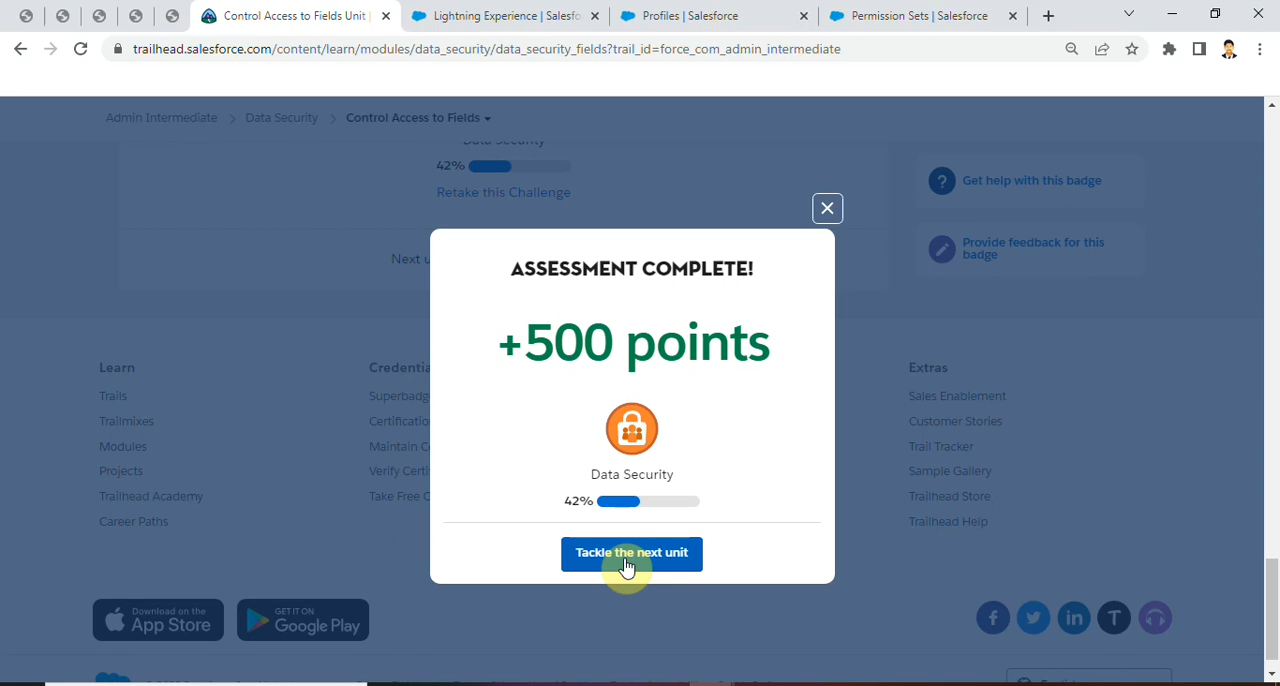 Control Access to Fields Unit
Lightning Experience | Salesfo
Profiles | Salesforce
Permission Sets | Salesforce
trailhead.salesforce.com/content/learn/modules/data_security/data_security_fields?trail_id=force_com_admin_intermediate
Admin Intermediate > Data Security > Control Access to Fields
Data Security
42%
Retake this Challenge
Next u
Get help with this badge
Provide feedback for this
badge
ASSESSMENT COMPLETE!
+500 points
Data Security
42%
Tackle the next unit
Learn
Trails
Trailmixes
Modules
Projects
Trailhead Academy
Career Paths
Credentia
Superbadg
Certificatio
Maintain C
Verify Certi
Take Free C
Extras
Sales Enablement
Customer Stories
Trail Tracker
Sample Gallery
Trailhead Store
Trailhead Help
Download on the
App Store
GET IT ON
Google Play